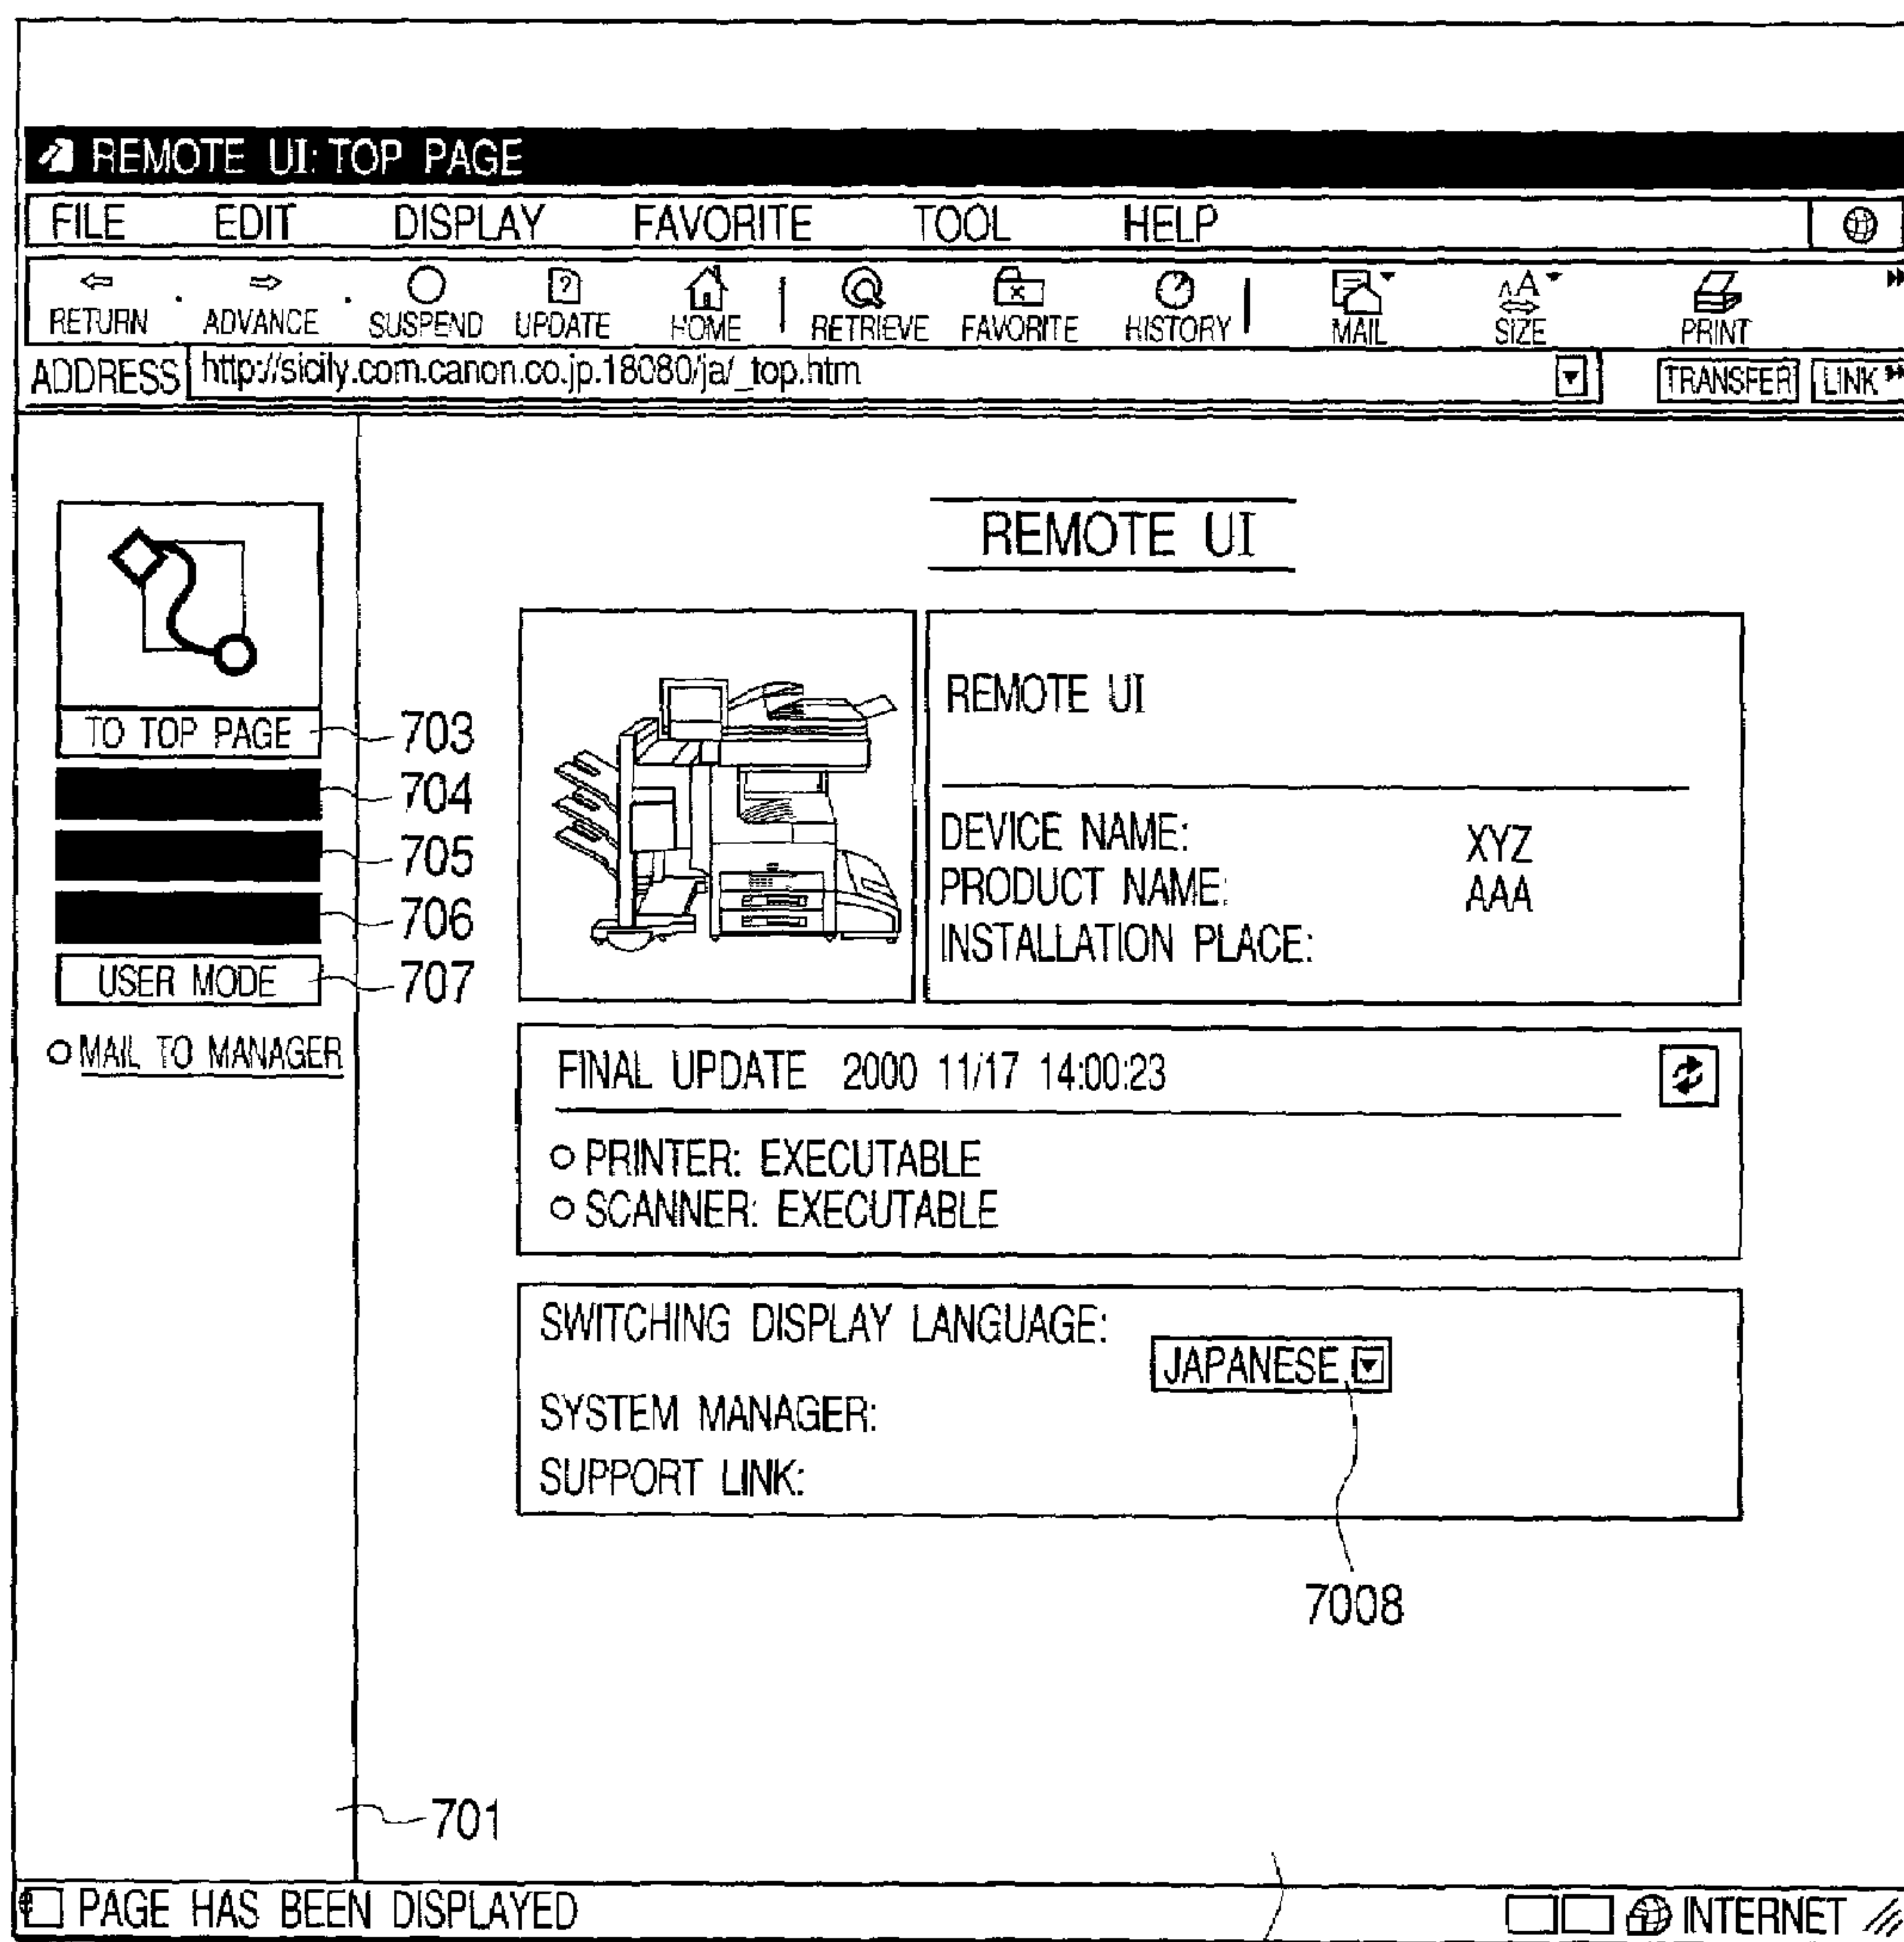 REMOTE UI: TOP PAGE
FILE EDIT DISPLAY FAVORITE TOOL HELP
RETURN ADVANCE SUSPEND UPDATE HOME RETRIEVE FAVORITE HISTORY MAIL SIZE PRINT
ADDRESS http://sicily.com.canon.co.jp.18080/ja/_top.htm TRANSFER LINK
REMOTE UI
TO TOP PAGE 703
704
705
706
USER MODE 707
MAIL TO MANAGER
REMOTE UI
DEVICE NAME: XYZ
PRODUCT NAME: AAA
INSTALLATION PLACE:
FINAL UPDATE 2000 11/17 14:00:23
PRINTER: EXECUTABLE
SCANNER: EXECUTABLE
SWITCHING DISPLAY LANGUAGE:
JAPANESE
SYSTEM MANAGER:
SUPPORT LINK:
7008
701
PAGE HAS BEEN DISPLAYED INTERNET